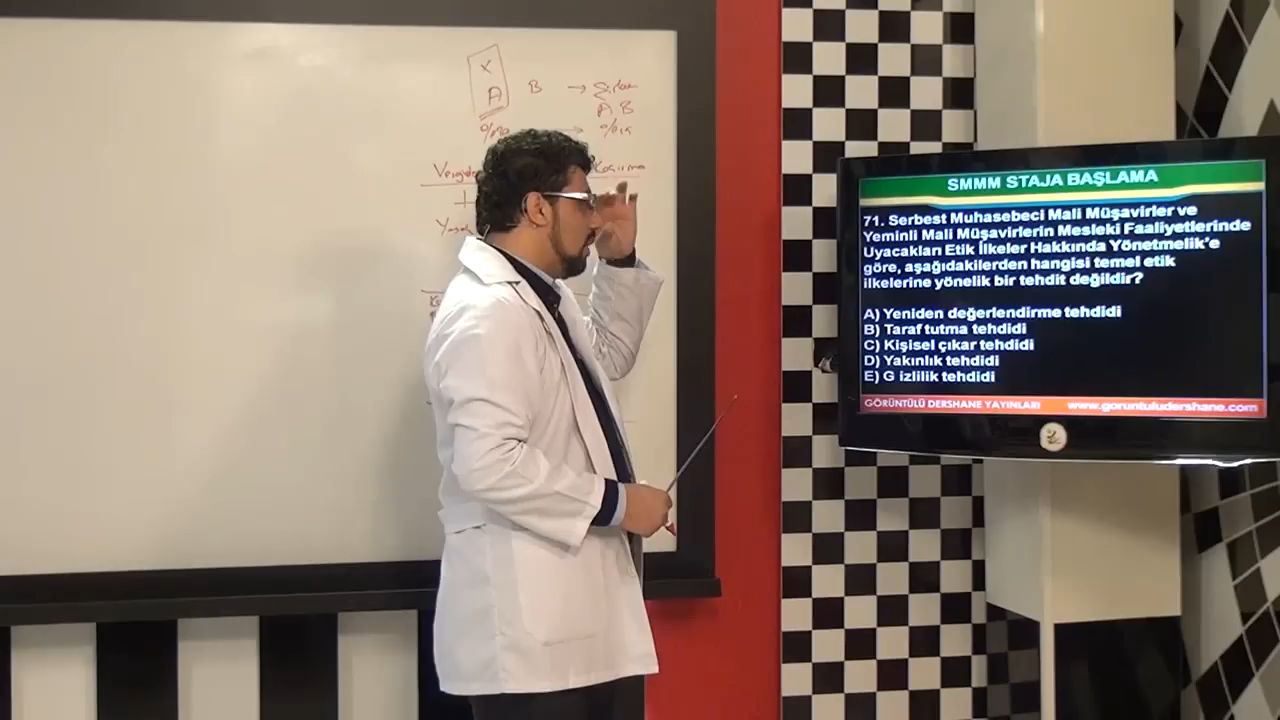 X
A
B
A B
SMMM STAJA BAŞLAMA
71. Serbest Muhasebeci Mali Müşavirler ve
Yeminli Mali Müşavirlerin Mesleki Faaliyetlerinde
Uyacakları Etik İlkeler Hakkında Yönetmelik'e
göre, aşağıdakilerden hangisi temel etik
ilkelerine yönelik bir tehdit değildir?
A) Yeniden değerlendirme tehdidi
B) Taraf tutma tehdidi
C) Kişisel çıkar tehdidi
D) Yakınlık tehdidi
E) G izlilik tehdidi
GÖRÜNTÜLÜ DERSHANE YAYINLARI www.goruntuludershane.com